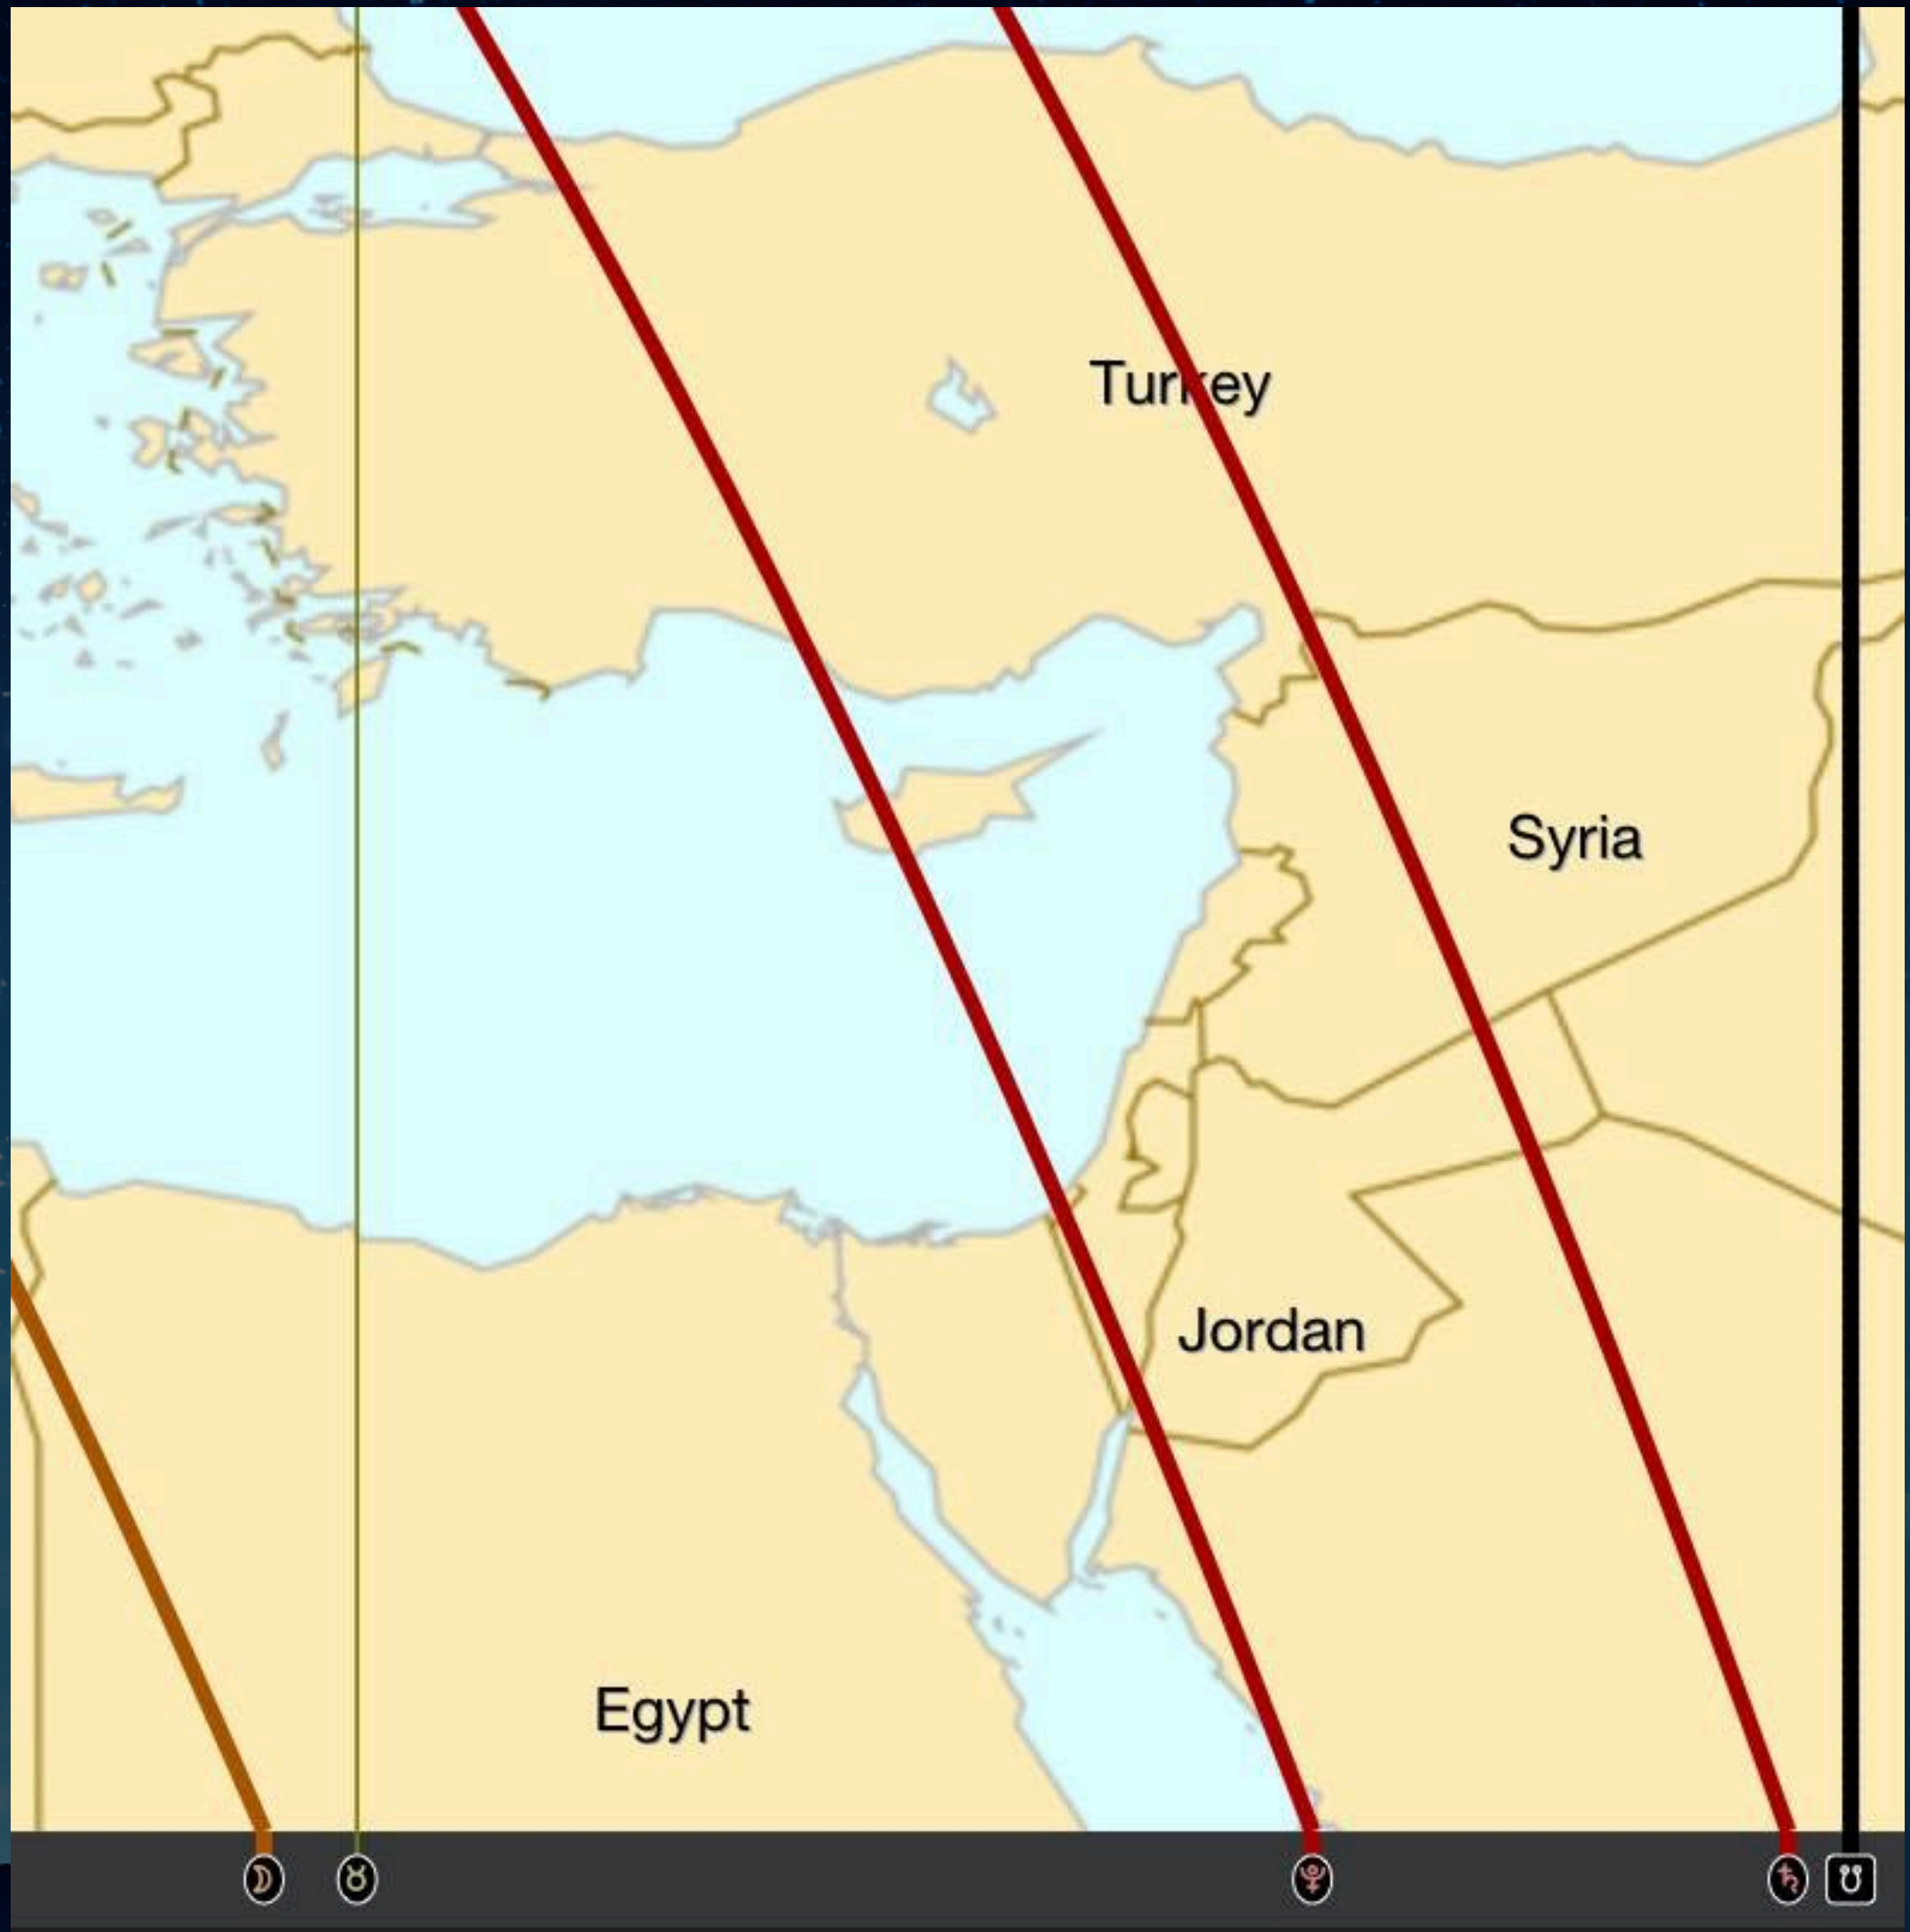 Turkey
Syria
Jordan
Egypt
☽ ♉ ♇ ♄ ☋